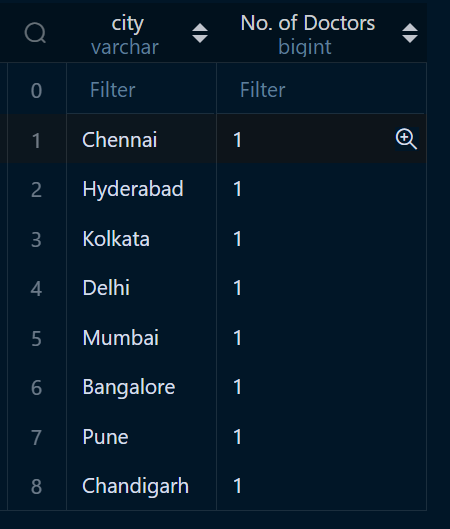 city No. of Doctors
varchar bigint
0 Filter Filter
1 Chennai 1
2 Hyderabad 1
3 Kolkata 1
4 Delhi 1
5 Mumbai 1
6 Bangalore 1
7 Pune 1
8 Chandigarh 1